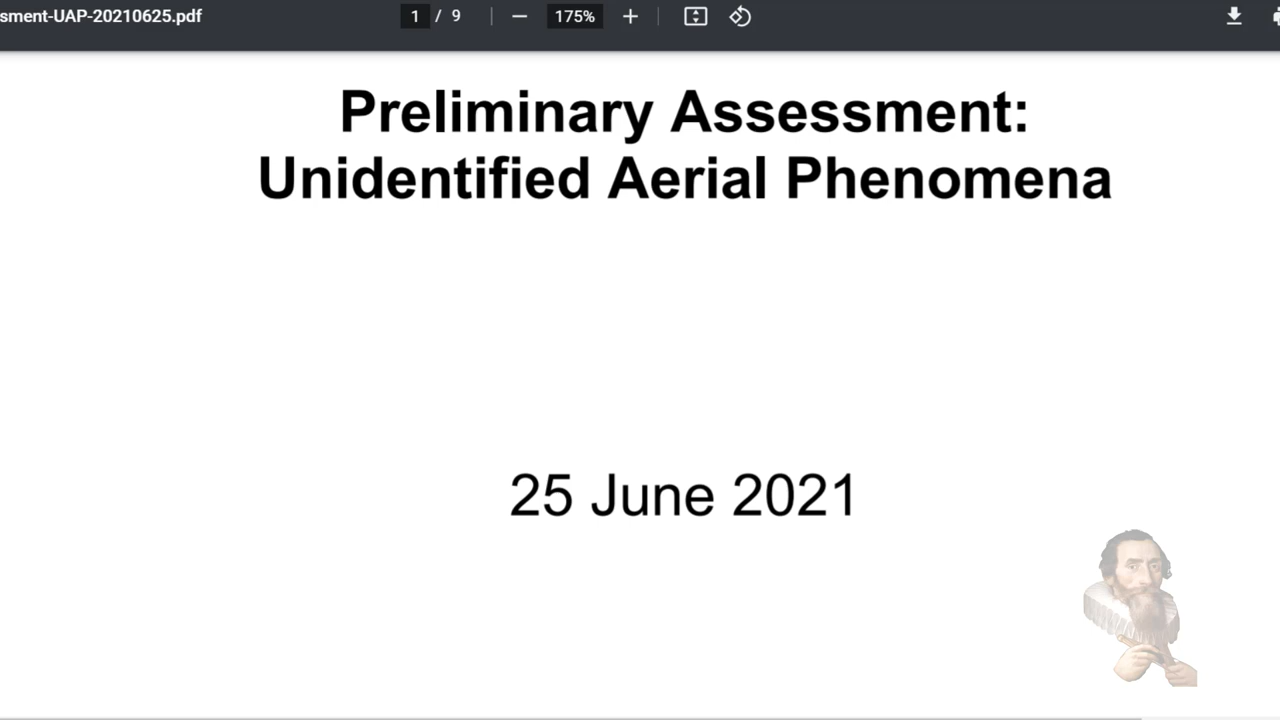 sment-UAP-20210625.pdf
1 / 9
175%
Preliminary Assessment:
Unidentified Aerial Phenomena
25 June 2021